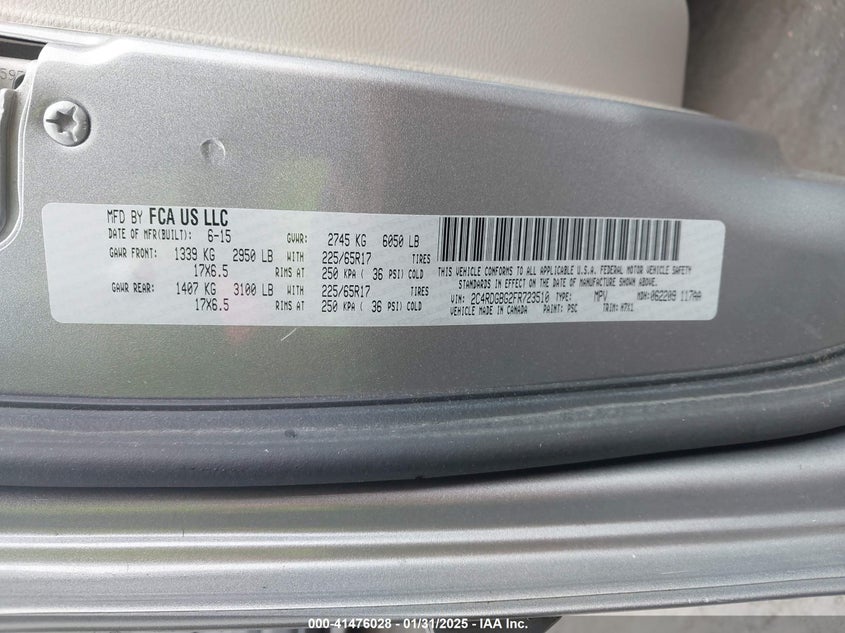 MFD BY FCA US LLC
DATE OF MFR(BUILT): 6-15 GVWR: 2745 KG 6050 LB
GAWR FRONT: 1339 KG 2950 LB WITH 225/65R17 TIRES
17X6.5 RIMS AT 250 KPA ( 36 PSI) COLD
GAWR REAR: 1407 KG 3100 LB WITH 225/65R17 TIRES
17X6.5 RIMS AT 250 KPA ( 36 PSI) COLD
THIS VEHICLE CONFORMS TO ALL APPLICABLE U.S.A. FEDERAL MOTOR VEHICLE SAFETY
STANDARDS IN EFFECT ON THE DATE OF MANUFACTURE SHOWN ABOVE.
VIN: 2C4RDGBG2FR723510 TYPE: MPV MDH: 062209 117AA
VEHICLE MADE IN CANADA PAINT: PSC TRIM: H7X1
000-41476028 - 01/31/2025 - IAA Inc.